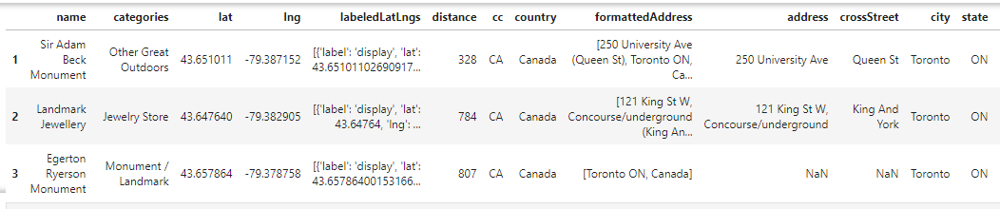 name categories lat lng labeledLatLngs distance cc country formattedAddress address crossStreet city state
1 Sir Adam Beck Monument Other Great Outdoors 43.651011 -79.387152 [{'label': 'display', 'lat': 43.65101102690917... 328 CA Canada [250 University Ave (Queen St), Toronto ON, Ca... 250 University Ave Queen St Toronto ON
2 Landmark Jewellery Jewelry Store 43.647640 -79.382905 [{'label': 'display', 'lat': 43.64764, 'lng': ... 784 CA Canada [121 King St W, Concourse/underground (King An... 121 King St W, Concourse/underground King And York Toronto ON
3 Egerton Ryerson Monument Monument / Landmark 43.657864 -79.378758 [{'label': 'display', 'lat': 43.65786400153166... 807 CA Canada [Toronto ON, Canada] NaN NaN Toronto ON